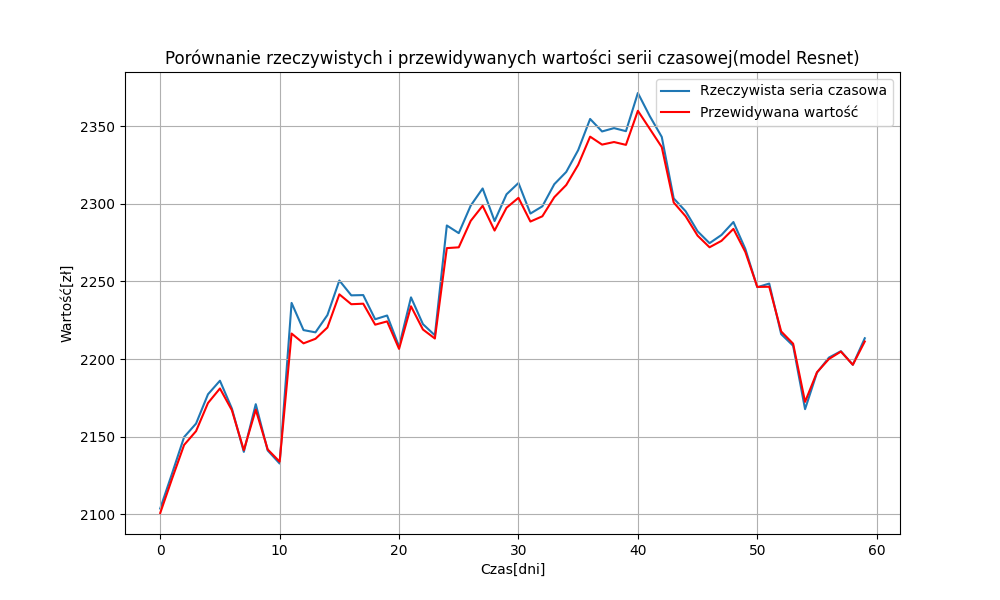 Porównanie rzeczywistych i przewidywanych wartości serii czasowej(model Resnet)
Rzeczywista seria czasowa
Przewidywana wartość
Wartość[zł]
2350
2300
2250
2200
2150
2100
0 10 20 30 40 50 60
Czas[dni]